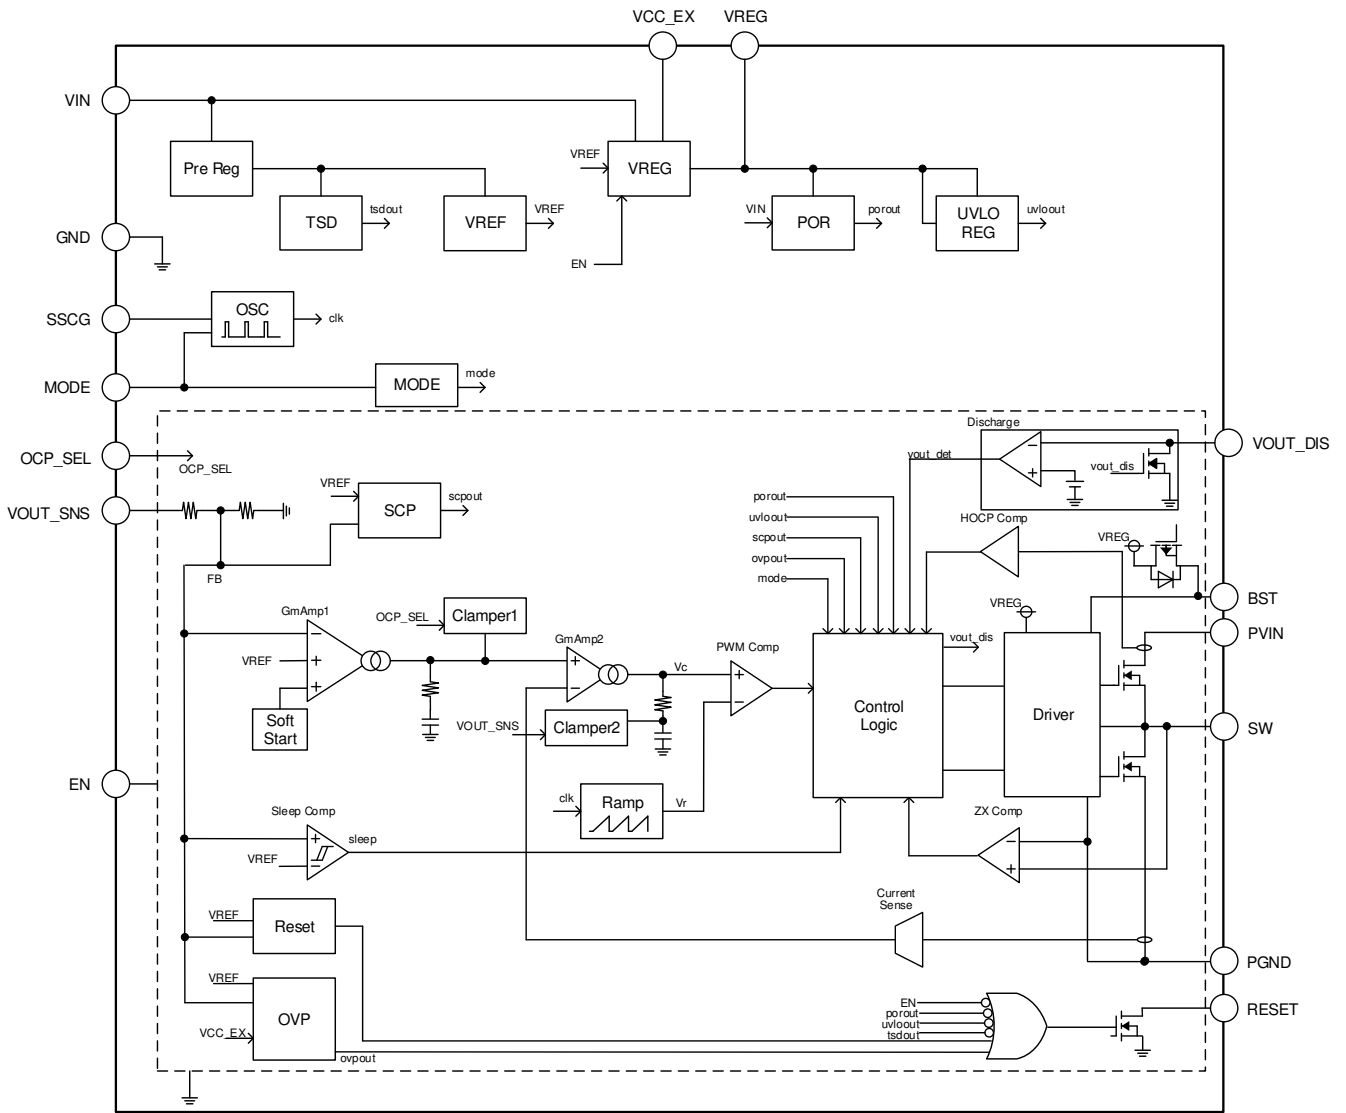 VCC_EX
VREG
VIN
Pre Reg
TSD
tsdout
VREF
VREF
VREF
VREG
EN
VIN
POR
porout
UVLO
REG
uvloout
GND
SSCG
OSC
clk
MODE
MODE
mode
OCP_SEL
OCP_SEL
VOUT_SNS
FB
VREF
SCP
scpout
Discharge
vout_det
vout_dis
VOUT_DIS
porout
uvloout
scpout
ovpout
mode
HOCP Comp
VREG
BST
PVIN
GmAmp1
VREF
Soft
Start
OCP_SEL
Clamper1
GmAmp2
Vc
VOUT_SNS
Clamper2
PWM Comp
clk
Ramp
Vr
Control
Logic
vout_dis
VREG
Driver
SW
EN
Sleep Comp
VREF
sleep
ZX Comp
Current
Sense
VREF
Reset
VREF
VCC_EX
OVP
ovpout
EN
porout
uvloout
tsdout
PGND
RESET